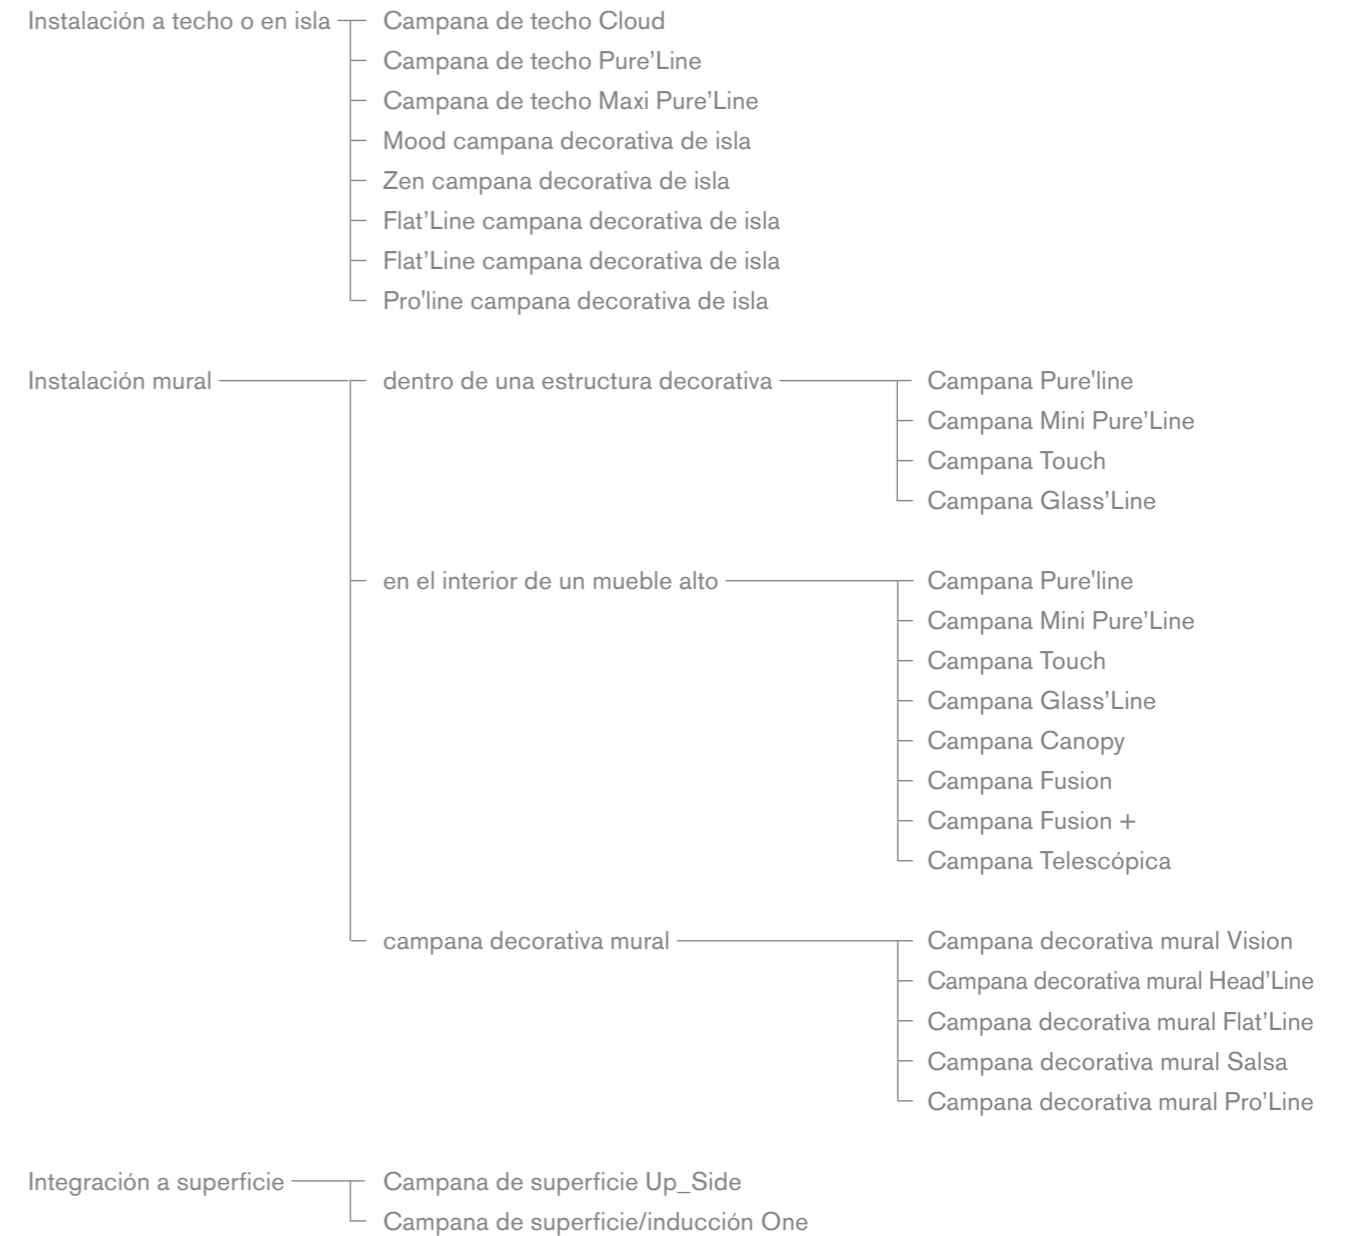 Instalación a techo o en isla
Campana de techo Cloud
Campana de techo Pure’Line
Campana de techo Maxi Pure’Line
Mood campana decorativa de isla
Zen campana decorativa de isla
Flat’Line campana decorativa de isla
Flat’Line campana decorativa de isla
Pro'line campana decorativa de isla
Instalación mural
dentro de una estructura decorativa
Campana Pure'line
Campana Mini Pure’Line
Campana Touch
Campana Glass’Line
en el interior de un mueble alto
Campana Pure'line
Campana Mini Pure’Line
Campana Touch
Campana Glass’Line
Campana Canopy
Campana Fusion
Campana Fusion +
Campana Telescópica
campana decorativa mural
Campana decorativa mural Vision
Campana decorativa mural Head’Line
Campana decorativa mural Flat’Line
Campana decorativa mural Salsa
Campana decorativa mural Pro’Line
Integración a superficie
Campana de superficie Up_Side
Campana de superficie/inducción One